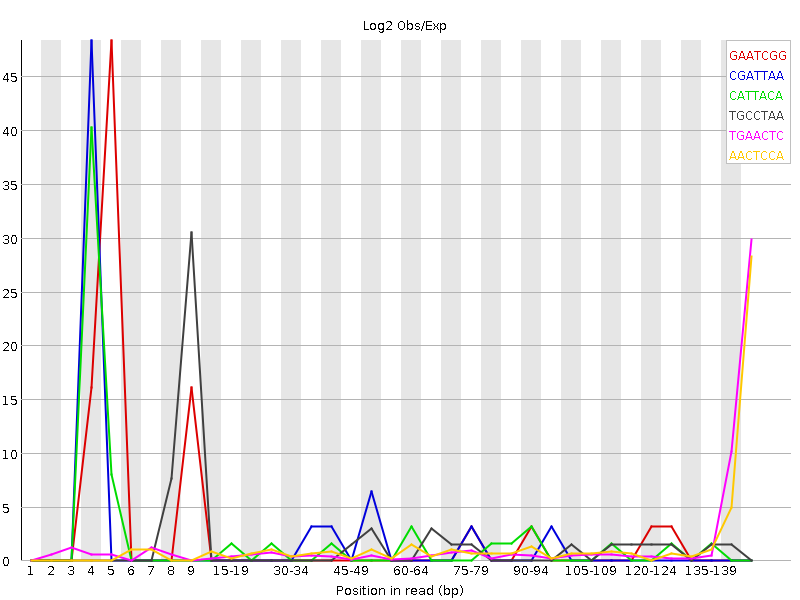 Log2 Obs/Exp
GAATCGG
CGATTAA
CATTACA
TGCCTAA
TGAACTC
AACTCCA
45
40
35
30
25
20
15
10
5
0
1 2 3 4 5 6 7 8 9 15-19 30-34 45-49 60-64 75-79 90-94 105-109 120-124 135-139
Position in read (bp)